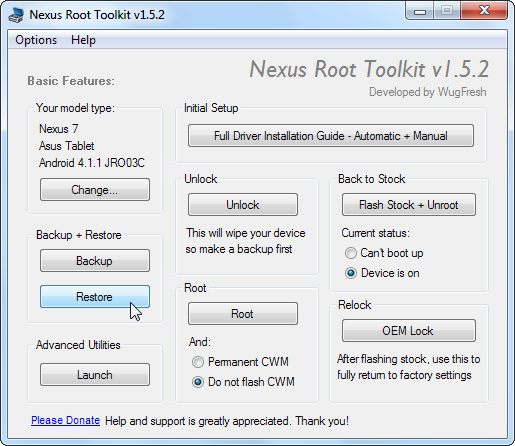 Nexus Root Toolkit v1.5.2
Options Help
Nexus Root Toolkit v1.5.2
Developed by WugFresh
Basic Features:
Your model type:
Nexus 7
Asus Tablet
Android 4.1.1 JRO03C
Change...
Initial Setup
Full Driver Installation Guide - Automatic + Manual
Unlock
Unlock
This will wipe your device
so make a backup first
Back to Stock
Flash Stock + Unroot
Current status:
Can't boot up
Device is on
Backup + Restore
Backup
Restore
Root
Root
And:
Permanent CWM
Do not flash CWM
Relock
OEM Lock
After flashing stock, use this to
fully return to factory settings
Advanced Utilities
Launch
Please Donate Help and support is greatly appreciated. Thank you!